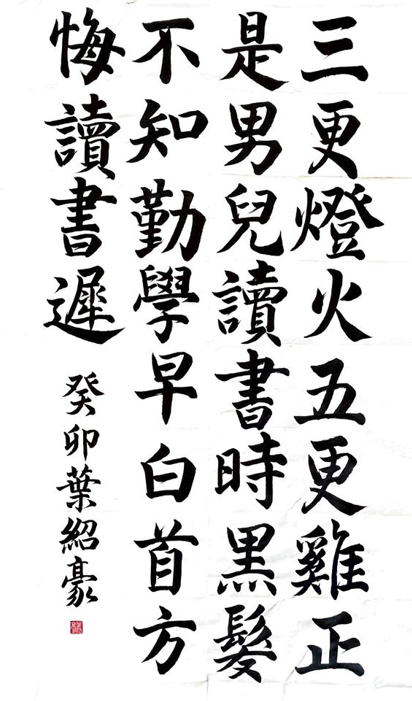 三更燈火五更雞正
是男兒讀書時黑髮
不知勤學早白首方
悔讀書遲
癸卯葉紹豪